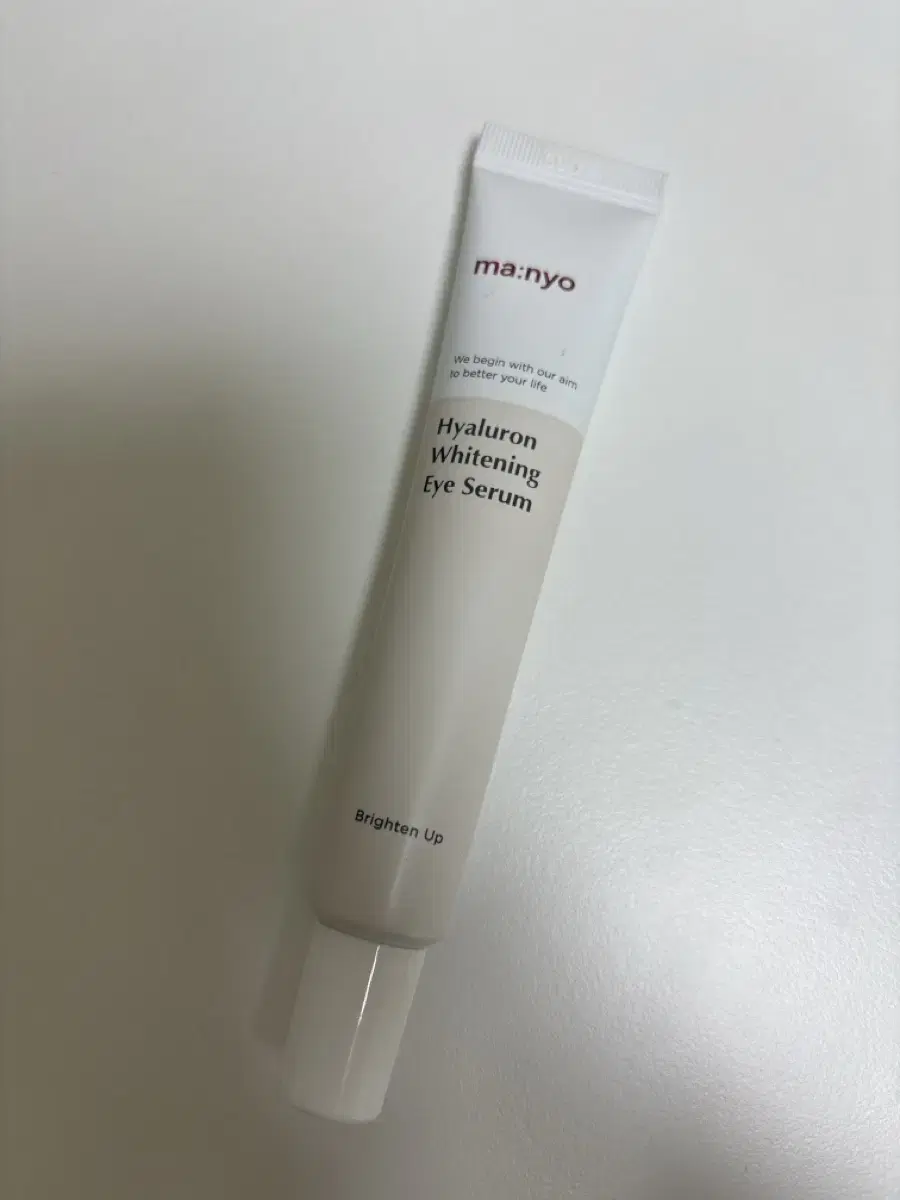 ma:nyo
We begin with our aim
to better your life
Hyaluron
Whitening
Eye Serum
Brighten Up